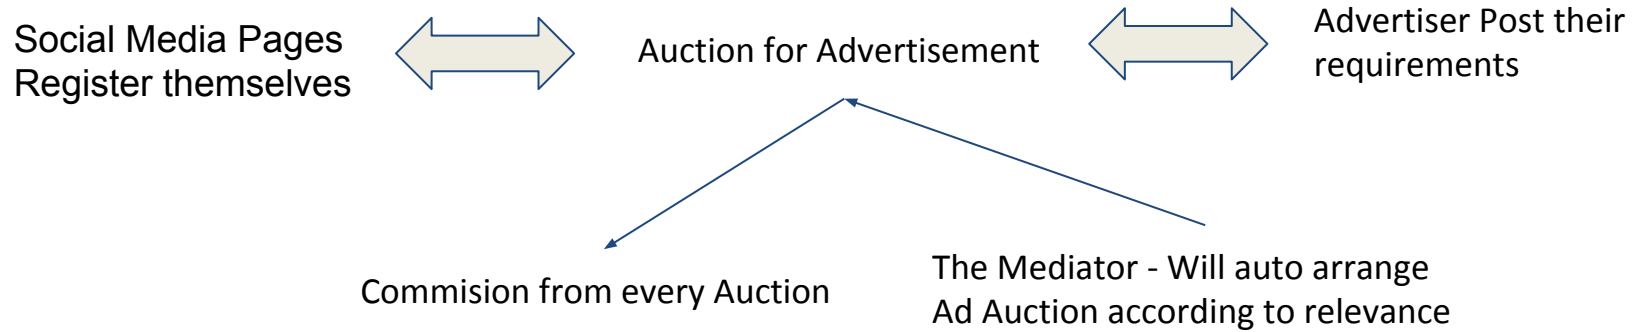 Social Media Pages
Register themselves
Auction for Advertisement
Advertiser Post their
requirements
Commision from every Auction
The Mediator - Will auto arrange
Ad Auction according to relevance